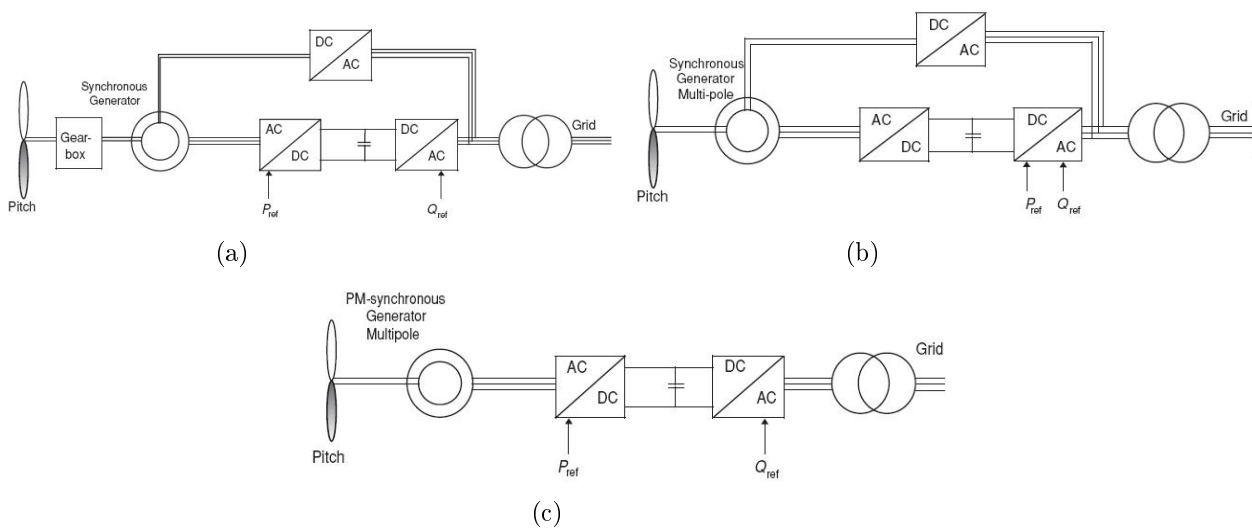 DC
AC
Synchronous
Generator
Gear-
box
AC
DC
DC
AC
Grid
Pitch
P_ref
Q_ref
(a)
DC
AC
Synchronous
Generator
Multi-pole
AC
DC
DC
AC
Grid
Pitch
P_ref
Q_ref
(b)
PM-synchronous
Generator
Multipole
AC
DC
DC
AC
Grid
Pitch
P_ref
Q_ref
(c)